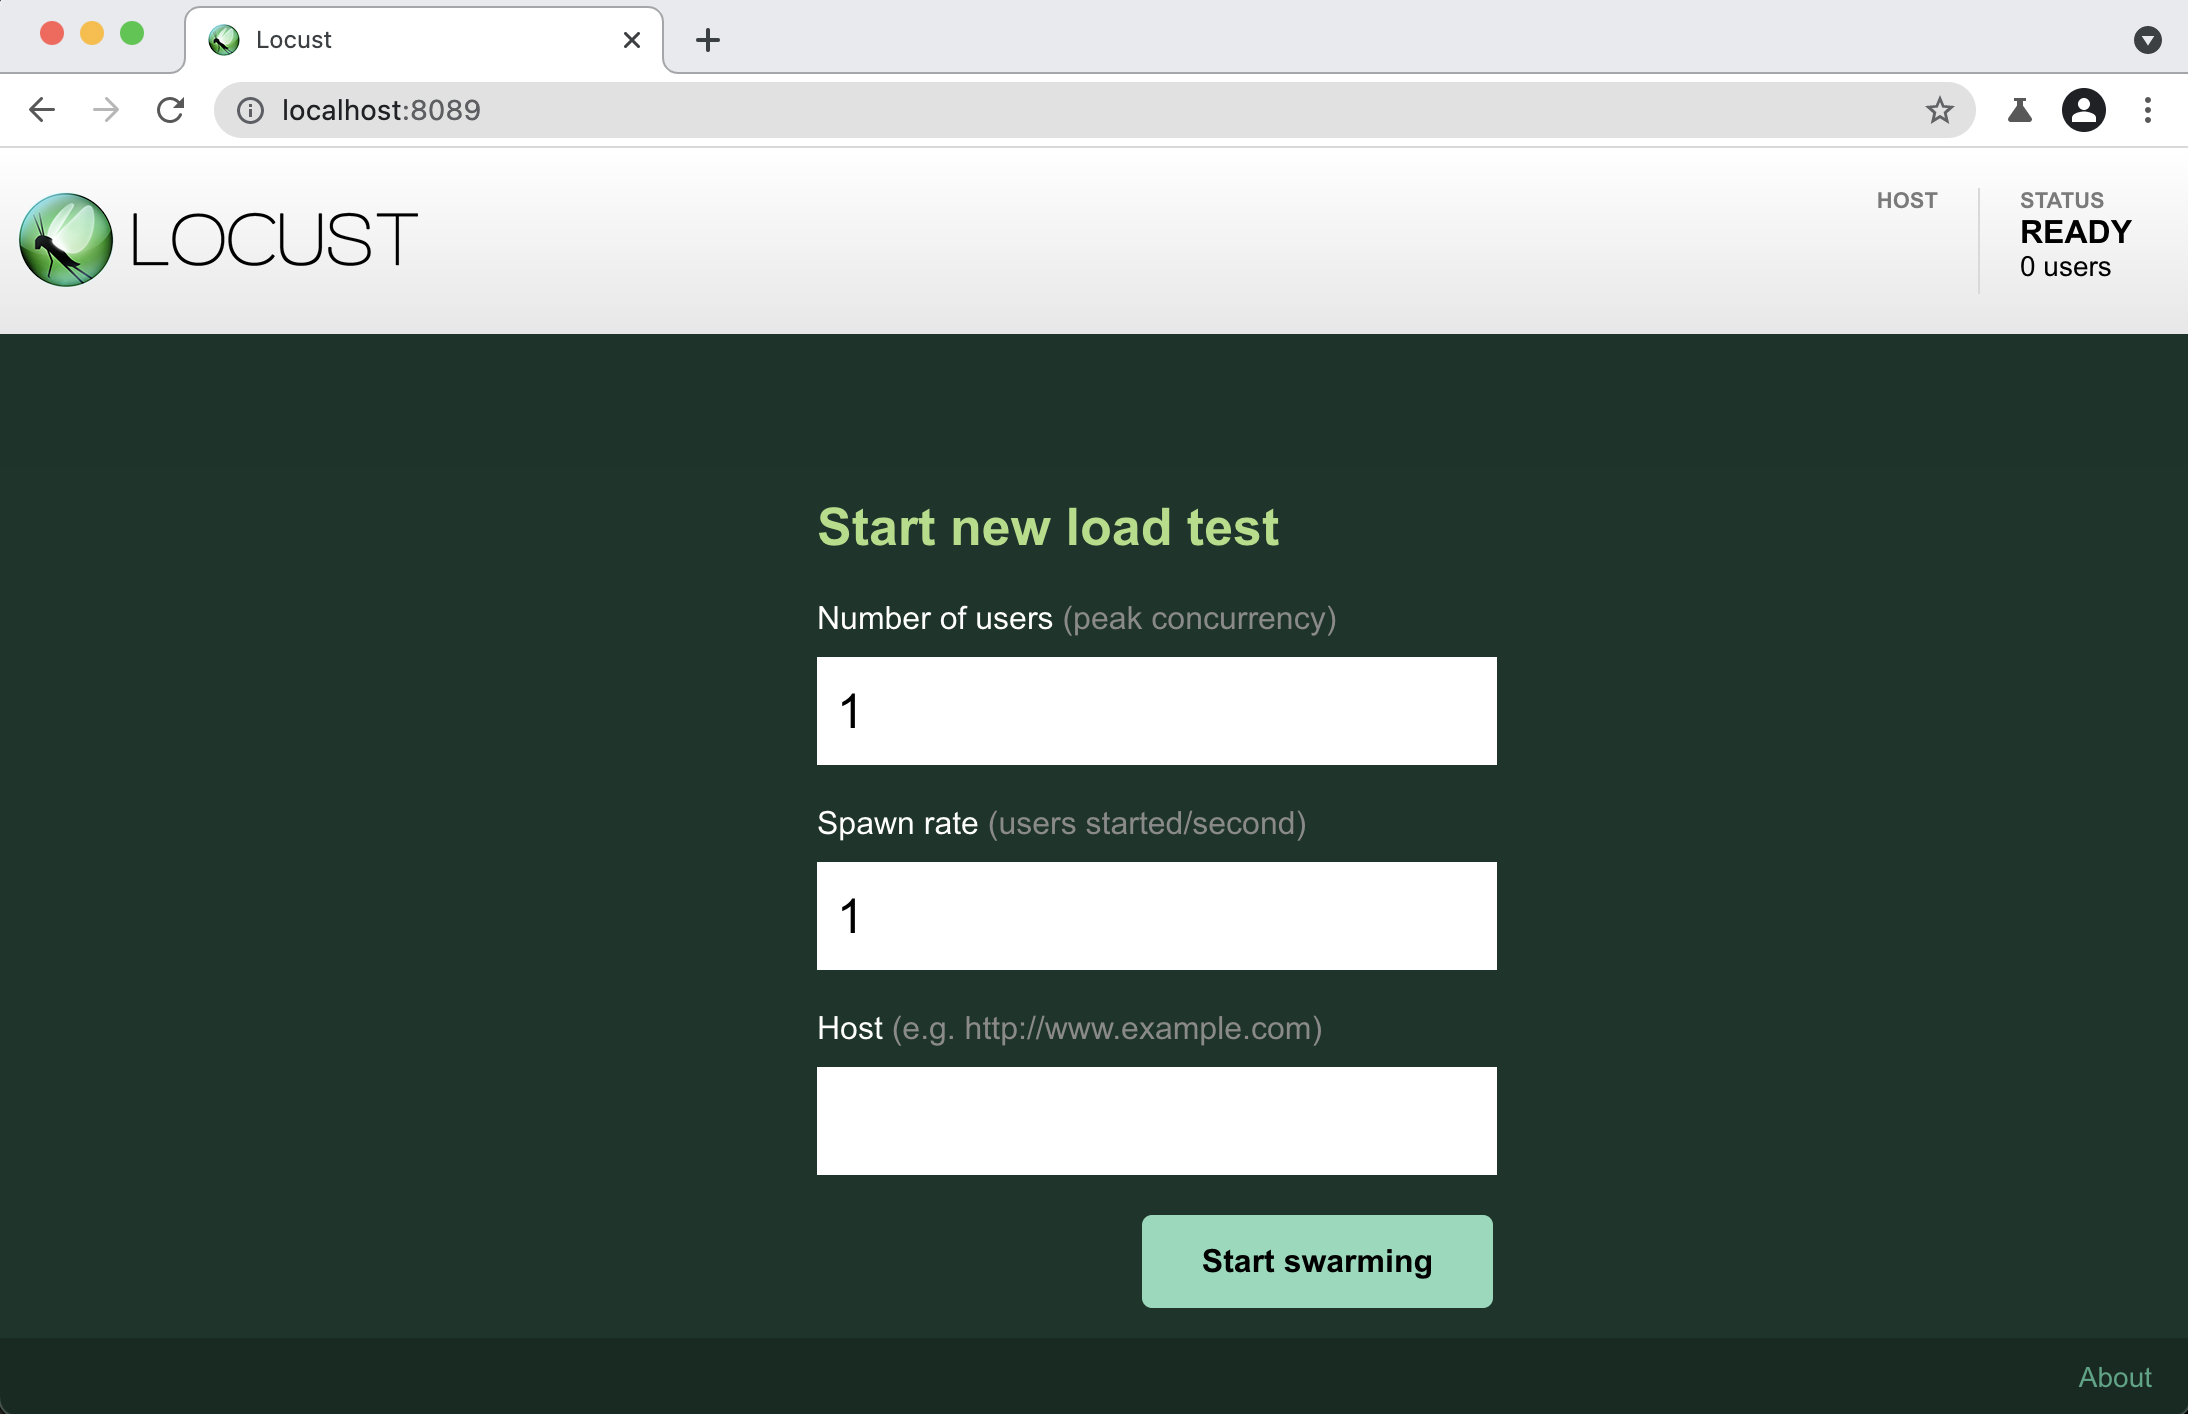 Locust
localhost:8089
LOCUST
HOST
STATUS
READY
0 users
Start new load test
Number of users (peak concurrency)
1
Spawn rate (users started/second)
1
Host (e.g. http://www.example.com)
Start swarming
About